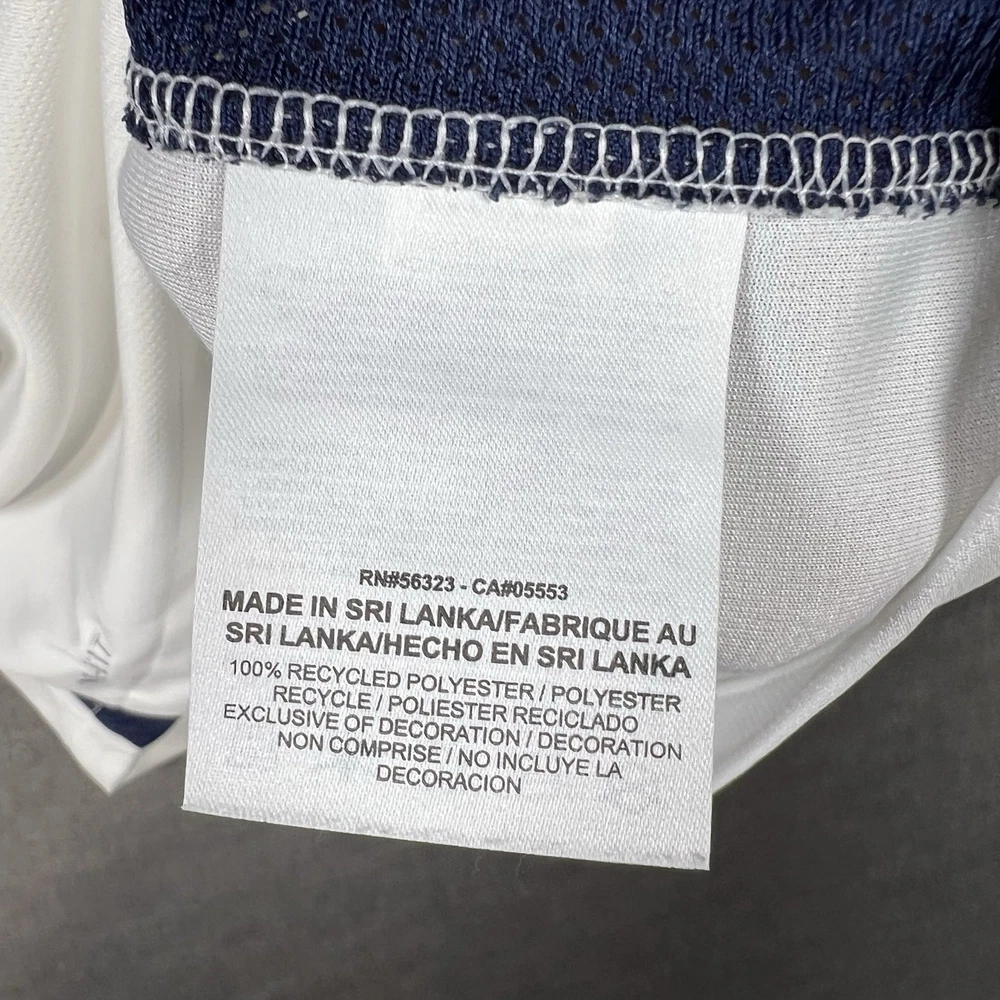 RN#56323 - CA#05553
MADE IN SRI LANKA/FABRIQUE AU
SRI LANKA/HECHO EN SRI LANKA
100% RECYCLED POLYESTER / POLYESTER
RECYCLE / POLIESTER RECICLADO
EXCLUSIVE OF DECORATION / DECORATION
NON COMPRISE / NO INCLUYE LA
DECORACION